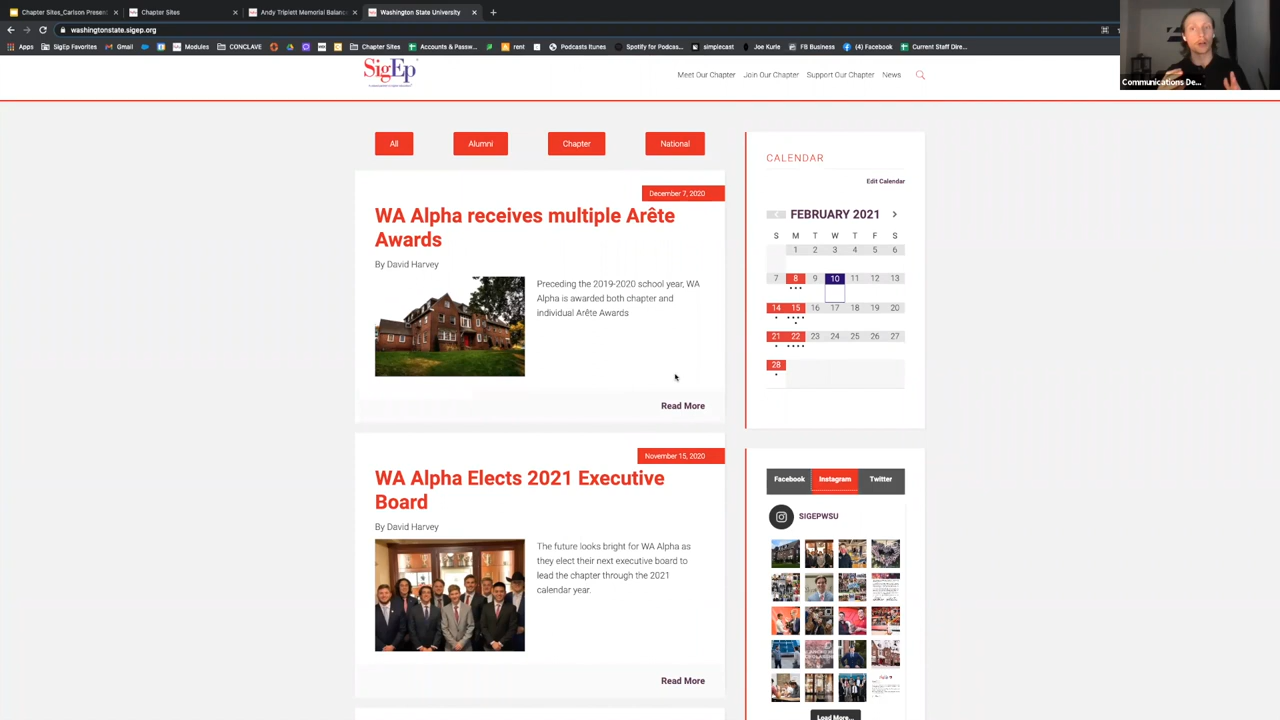 Chapter Sites_Carlson Present
Chapter Sites
Andy Triplett Memorial Balanc
Washington State University
washingtonstate.sigep.org
Apps
SigEp Favorites
Gmail
Modules
CONCLAVE
Chapter Sites
Accounts & Passw...
rent
Podcasts Itunes
Spotify for Podcas...
simplecast
Joe Kurle
FB Business
(4) Facebook
Current Staff Dire...
Communications De...
SigEp
Meet Our Chapter
Join Our Chapter
Support Our Chapter
News
All
Alumni
Chapter
National
December 7, 2020
WA Alpha receives multiple Arête
Awards
By David Harvey
Preceding the 2019-2020 school year, WA
Alpha is awarded both chapter and
individual Arête Awards
Read More
November 15, 2020
WA Alpha Elects 2021 Executive
Board
By David Harvey
The future looks bright for WA Alpha as
they elect their next executive board to
lead the chapter through the 2021
calendar year.
Read More
CALENDAR
Edit Calendar
FEBRUARY 2021
S M T W T F S
1 2 3 4 5 6
7 8 9 10 11 12 13
14 15 16 17 18 19 20
21 22 23 24 25 26 27
28
Facebook
Instagram
Twitter
SIGEPWSU
Load More...